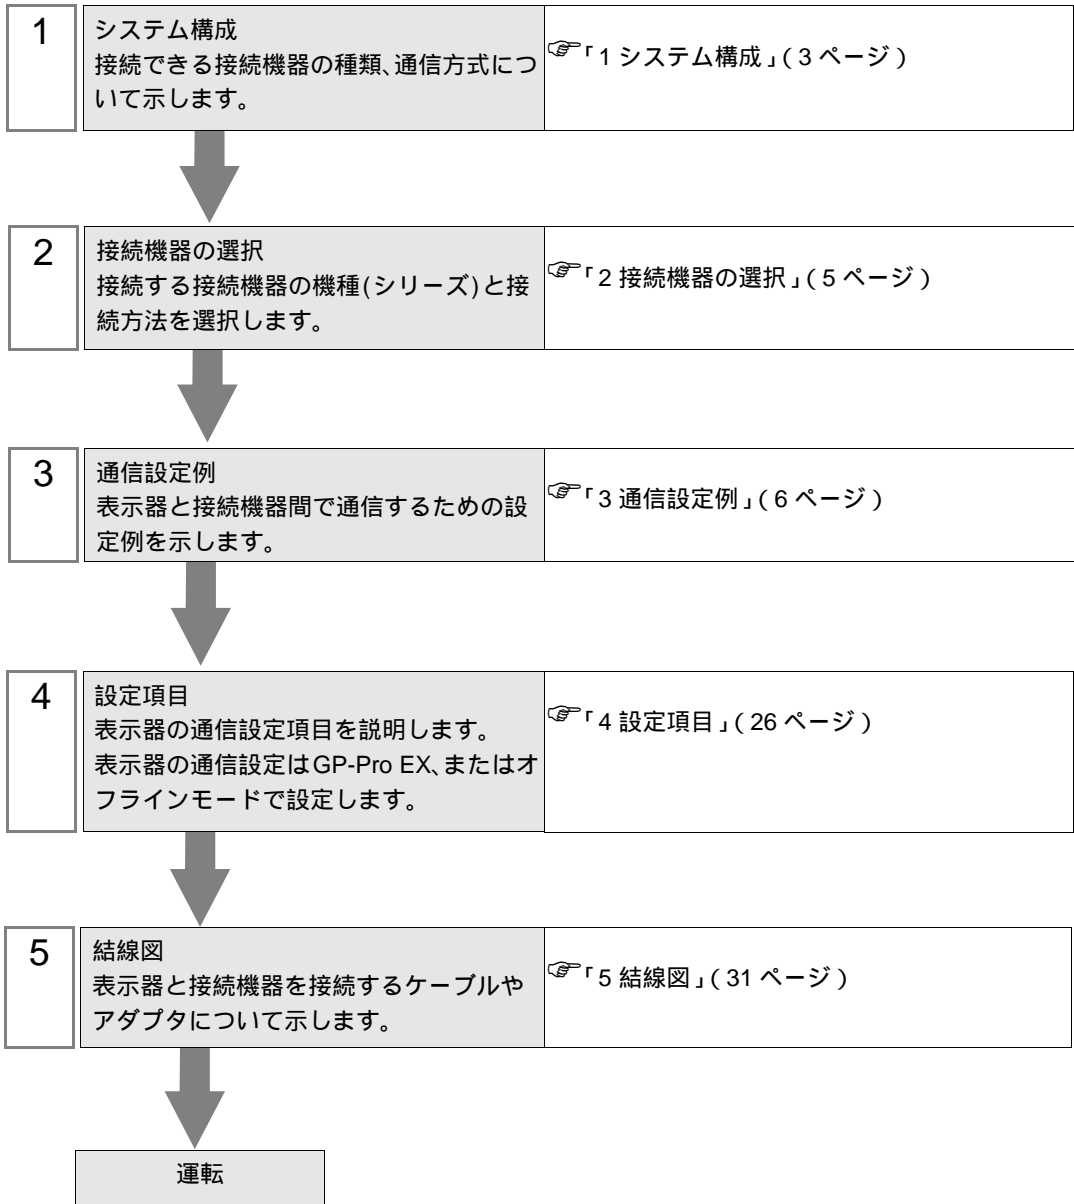 1
システム構成
接続できる接続機器の種類、通信方式につ
いて示します。
☞「1 システム構成」(3 ページ)
2
接続機器の選択
接続する接続機器の機種(シリーズ)と接
続方法を選択します。
☞「2 接続機器の選択」(5 ページ)
3
通信設定例
表示器と接続機器間で通信するための設
定例を示します。
☞「3 通信設定例」(6 ページ)
4
設定項目
表示器の通信設定項目を説明します。
表示器の通信設定はGP-Pro EX、またはオ
フラインモードで設定します。
☞「4 設定項目」(26 ページ)
5
結線図
表示器と接続機器を接続するケーブルや
アダプタについて示します。
☞「5 結線図」(31 ページ)
運転